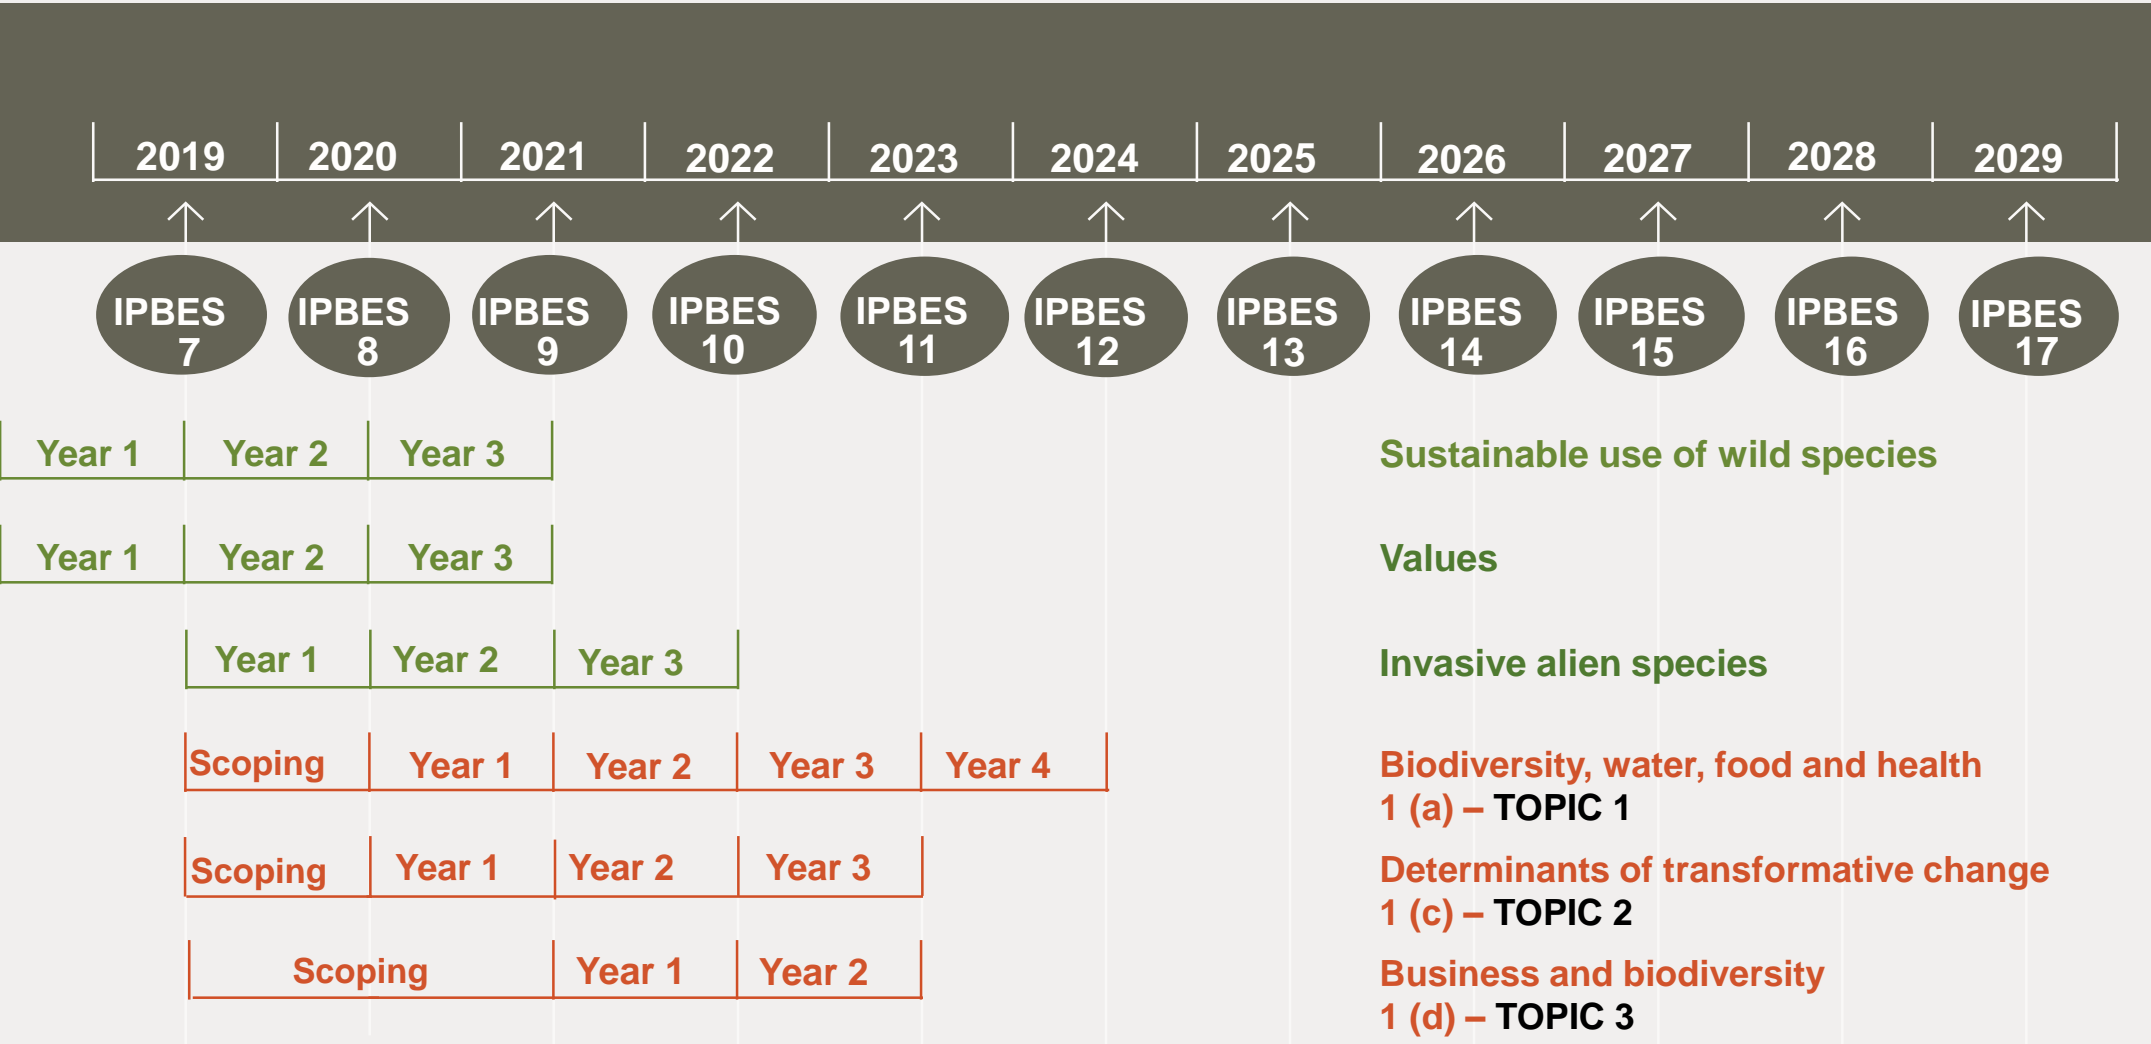 2019 2020 2021 2022 2023 2024 2025 2026 2027 2028 2029
IPBES IPBES IPBES IPBES IPBES IPBES IPBES IPBES IPBES IPBES IPBES
7 8 9 10 11 12 13 14 15 16 17
Year 1 Year 2 Year 3 Sustainable use of wild species
Year 1 Year 2 Year 3 Values
Year 1 Year 2 Year 3 Invasive alien species
Scoping Year 1 Year 2 Year 3 Year 4 Biodiversity, water, food and health
1 (a) – TOPIC 1
Scoping Year 1 Year 2 Year 3 Determinants of transformative change
1 (c) – TOPIC 2
Scoping Year 1 Year 2 Business and biodiversity
1 (d) – TOPIC 3